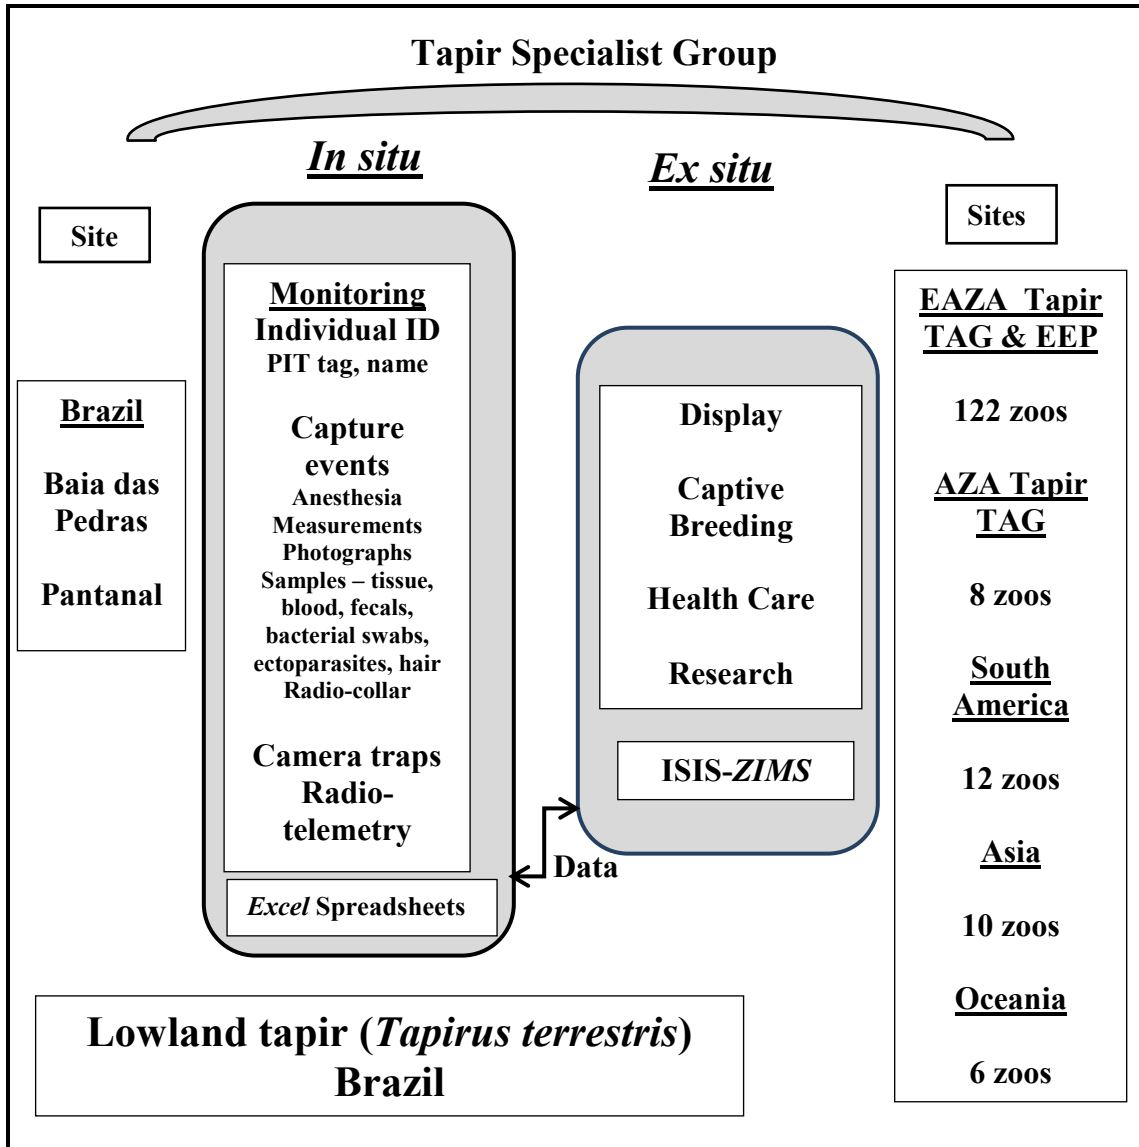 Tapir Specialist Group
In situ
Ex situ
Site
Brazil
Baia das
Pedras
Pantanal
Monitoring
Individual ID
PIT tag, name
Capture
events
Anesthesia
Measurements
Photographs
Samples – tissue,
blood, fecals,
bacterial swabs,
ectoparasites, hair
Radio-collar
Camera traps
Radio-
telemetry
Excel Spreadsheets
Data
Display
Captive
Breeding
Health Care
Research
ISIS-ZIMS
Sites
EAZA Tapir
TAG & EEP
122 zoos
AZA Tapir
TAG
8 zoos
South
America
12 zoos
Asia
10 zoos
Oceania
6 zoos
Lowland tapir (Tapirus terrestris)
Brazil